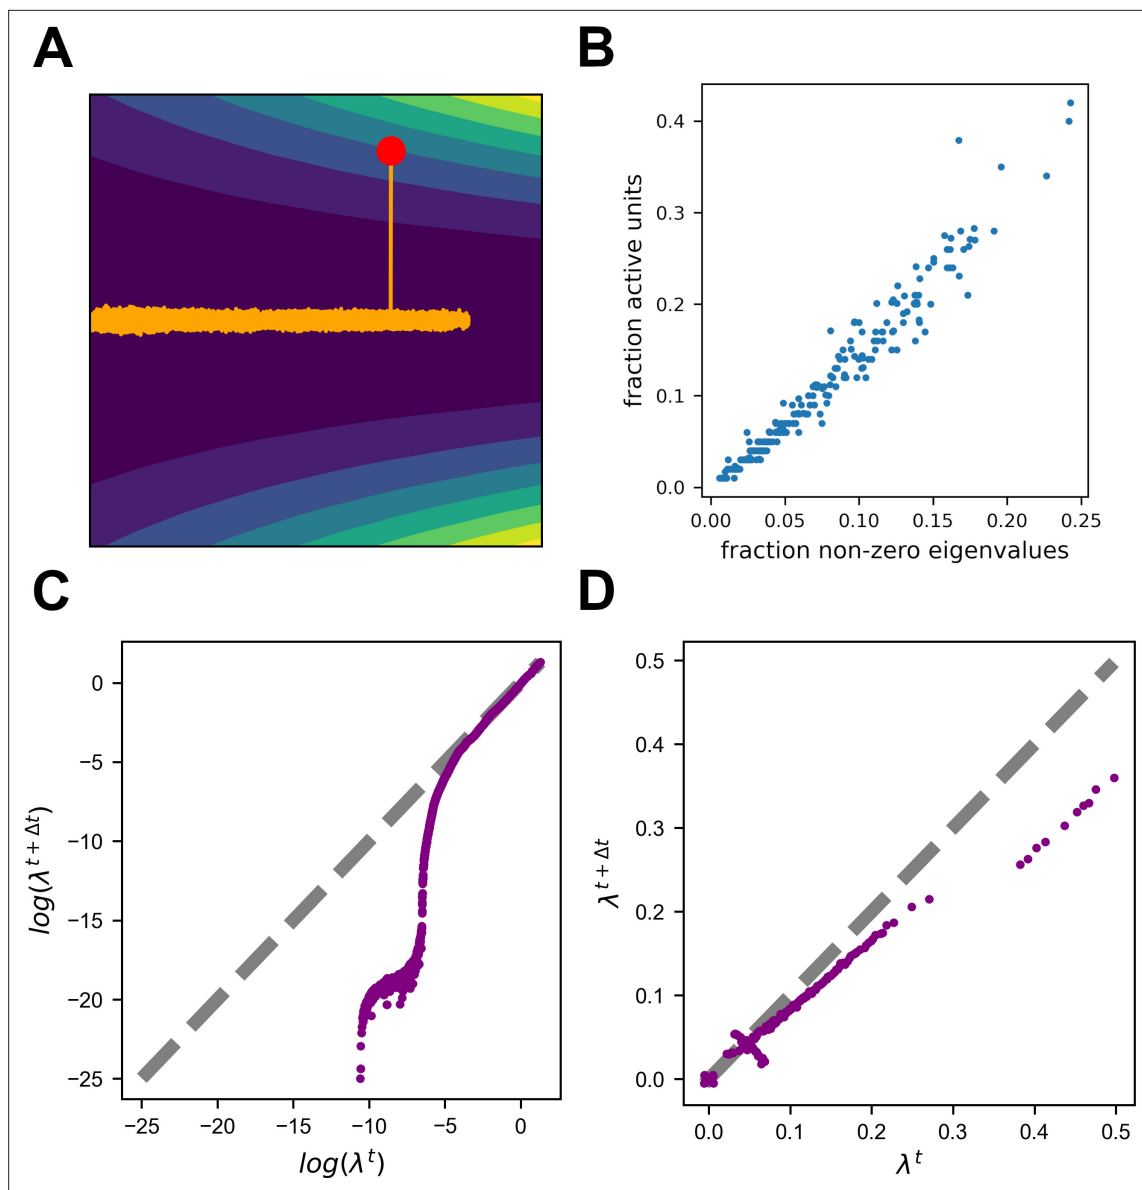 A
B
0.4
0.3
0.2
0.1
0.0
fraction active units
0.00 0.05 0.10 0.15 0.20 0.25
fraction non-zero eigenvalues
C
D
0
−5
−10
−15
−20
−25
log(λ^{t + Δt})
−25 −20 −15 −10 −5 0
log(λ^t)
0.5
0.4
0.3
0.2
0.1
0.0
λ^{t + Δt}
0.0 0.1 0.2 0.3 0.4 0.5
λ^t